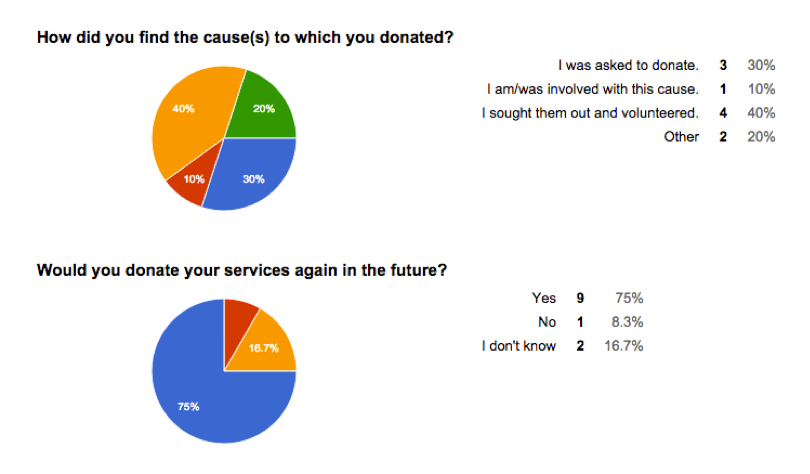 How did you find the cause(s) to which you donated?
I was asked to donate. 3 30%
I am/was involved with this cause. 1 10%
I sought them out and volunteered. 4 40%
Other 2 20%
40%
20%
10%
30%
Would you donate your services again in the future?
Yes 9 75%
No 1 8.3%
I don't know 2 16.7%
16.7%
75%